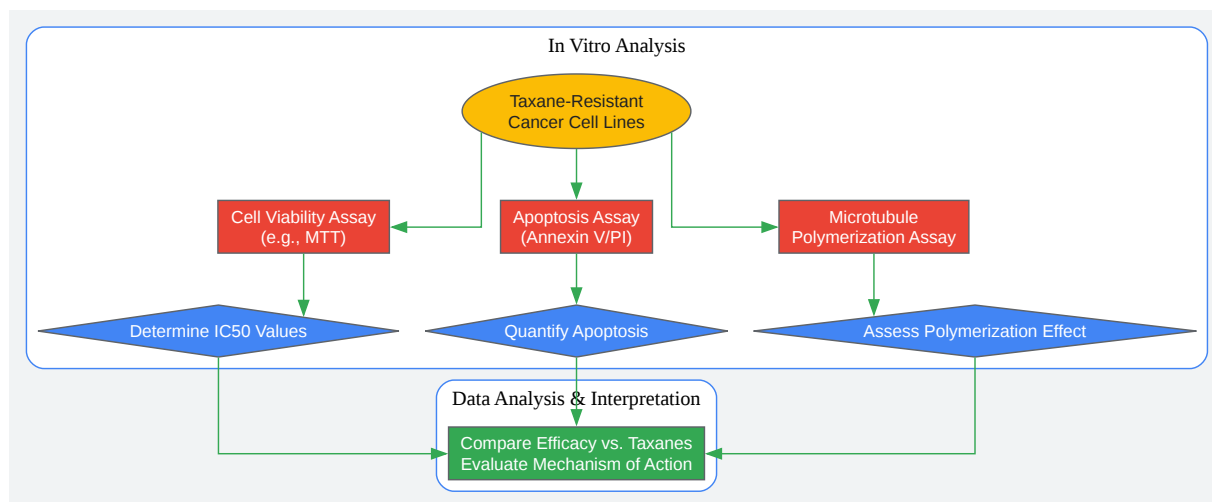 In Vitro Analysis
Taxane-Resistant
Cancer Cell Lines
Cell Viability Assay
(e.g., MTT)
Apoptosis Assay
(Annexin V/PI)
Microtubule
Polymerization Assay
Determine IC50 Values
Quantify Apoptosis
Assess Polymerization Effect
Data Analysis & Interpretation
Compare Efficacy vs. Taxanes
Evaluate Mechanism of Action